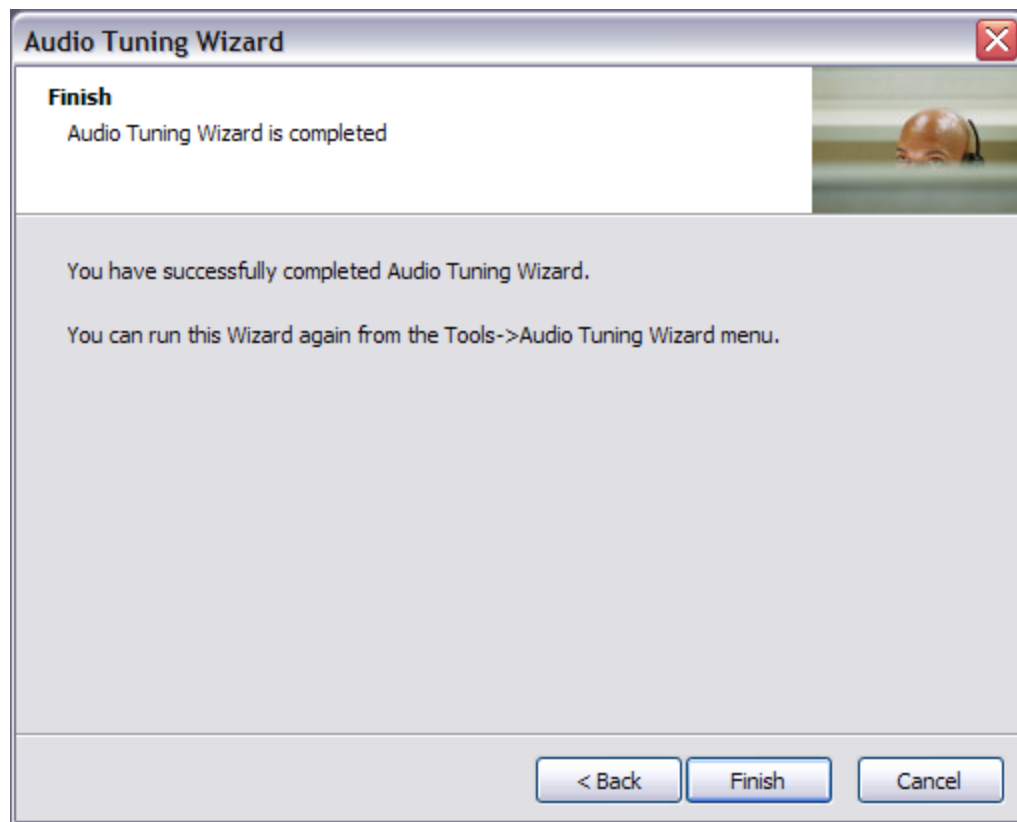 Audio Tuning Wizard
Finish
Audio Tuning Wizard is completed
You have successfully completed Audio Tuning Wizard.
You can run this Wizard again from the Tools->Audio Tuning Wizard menu.
< Back Finish Cancel